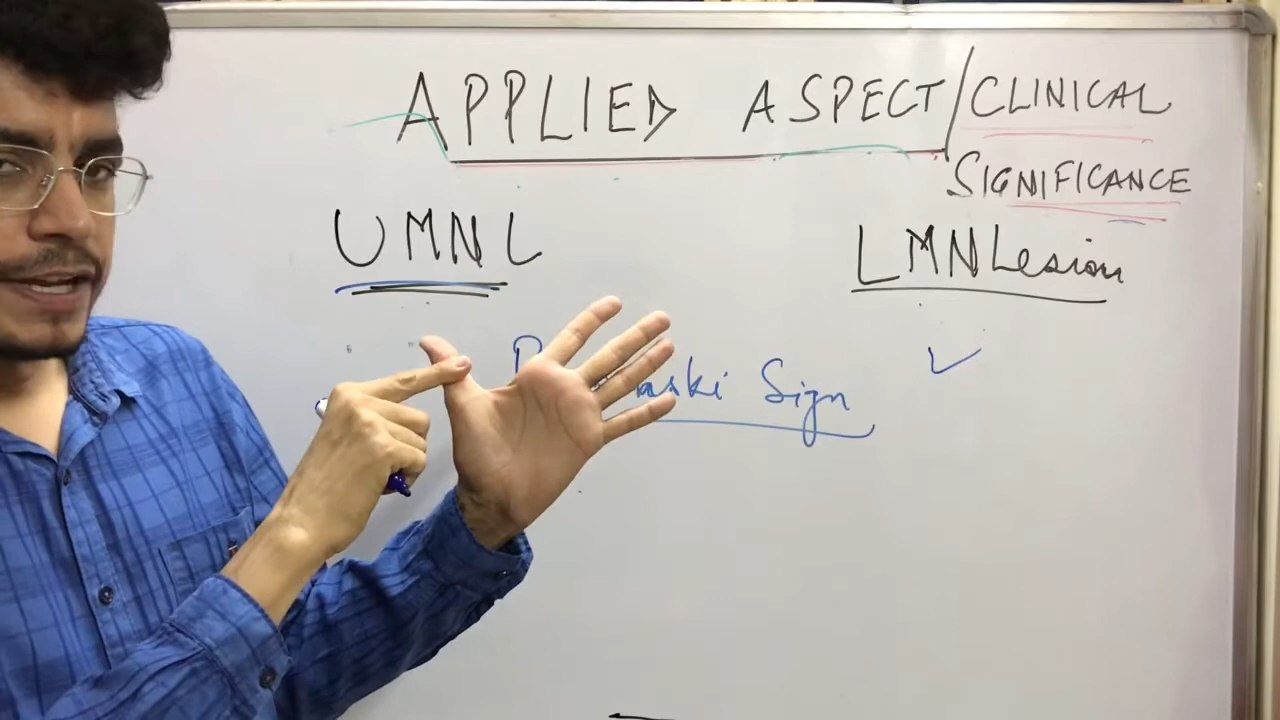 APPLIED ASPECT/CLINICAL
SIGNIFICANCE
UMNL
LMN Lesion
Sign